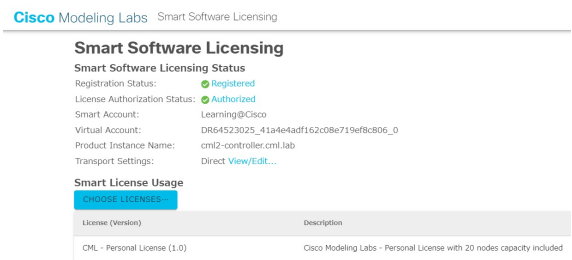 Cisco Modeling Labs Smart Software Licensing
Smart Software Licensing
Smart Software Licensing Status
Registration Status: Registered
License Authorization Status: Authorized
Smart Account: Learning@Cisco
Virtual Account: DR64523025_41a4e4adf162c08e719ef8c806_0
Product Instance Name: cml2-controller.cml.lab
Transport Settings: Direct View/Edit...
Smart License Usage
CHOOSE LICENSES...
License (Version) Description
CML - Personal License (1.0) Cisco Modeling Labs - Personal License with 20 nodes capacity included